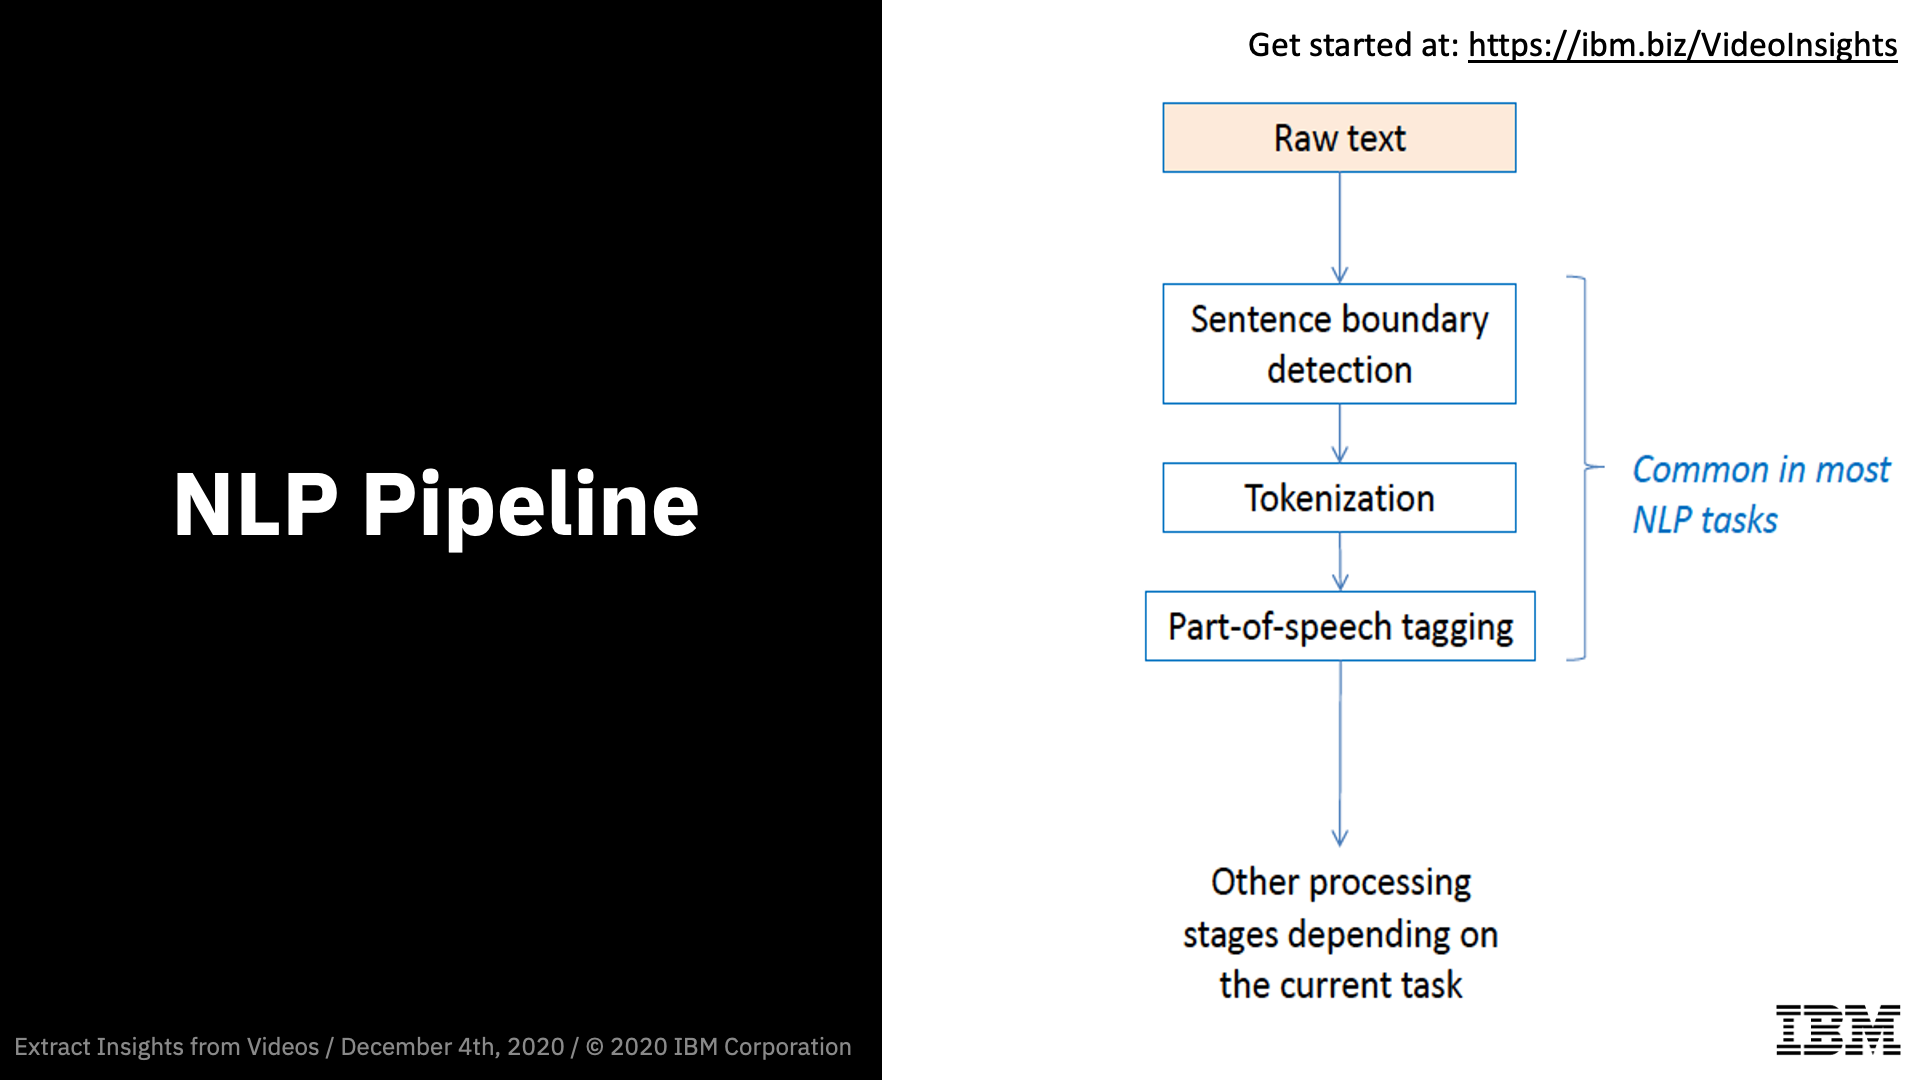 Get started at: https://ibm.biz/VideoInsights
NLP Pipeline
Raw text
Sentence boundary
detection
Tokenization
Part-of-speech tagging
Common in most
NLP tasks
Other processing
stages depending on
the current task
Extract Insights from Videos / December 4th, 2020 / © 2020 IBM Corporation
IBM